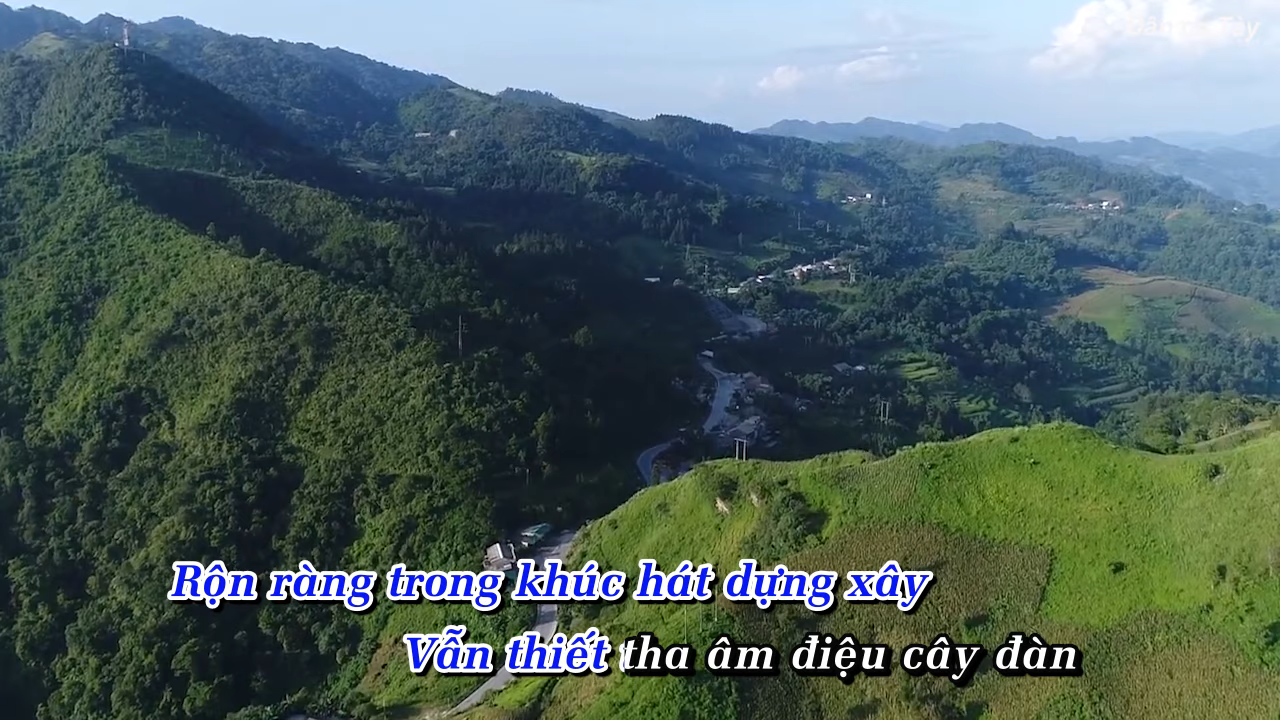 Rộn ràng trong khúc hát dựng xây
Vẫn thiết tha âm điệu cây đàn